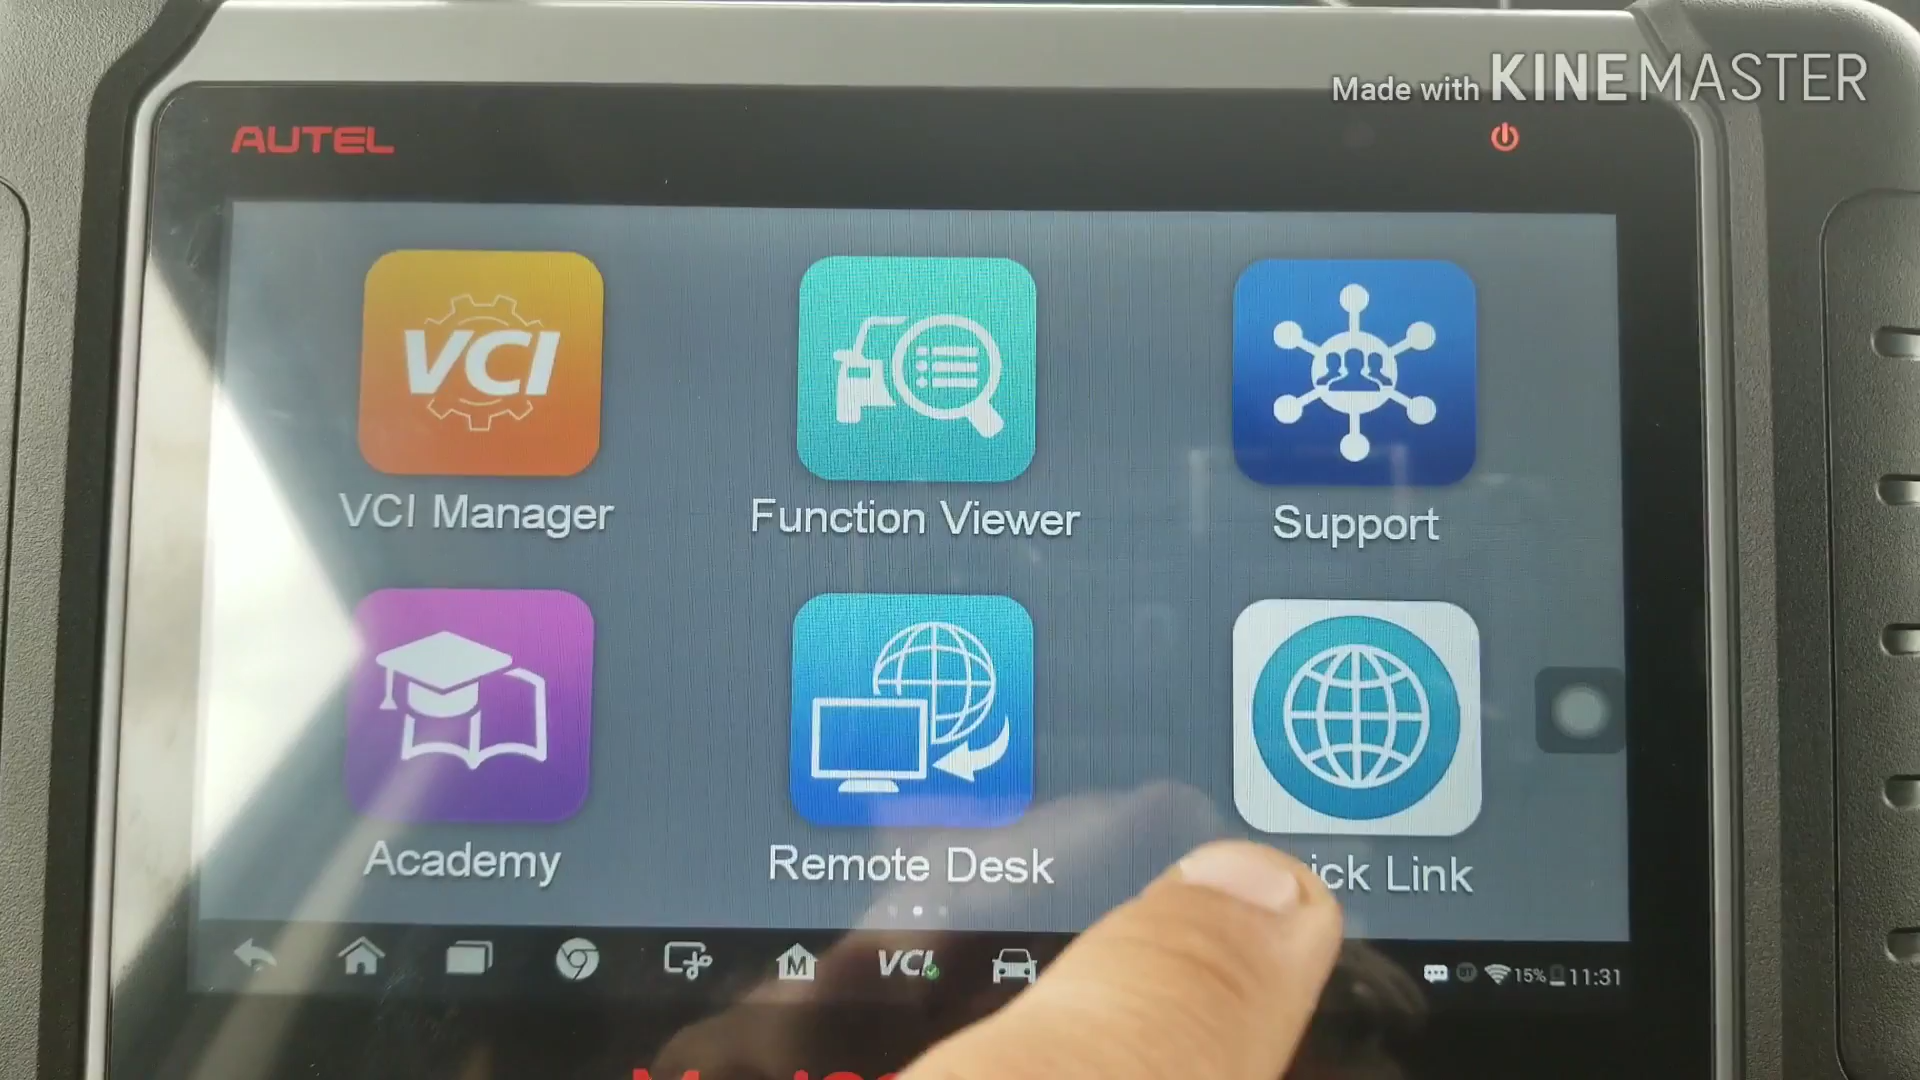 Made with KINEMASTER
AUTEL
VCI
VCI Manager
Function Viewer
Support
Academy
Remote Desk
ick Link
M
VCI
15%
11:31